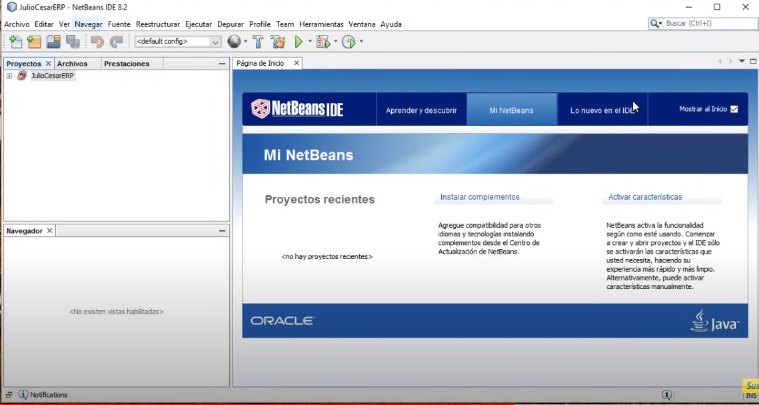 JulioCesarERP - NetBeans IDE 8.2
Archivo Editar Ver Navegar Fuente Reestructurar Ejecutar Depurar Profile Team Herramientas Ventana Ayuda
Buscar (Ctrl+I)
<default config>
Proyectos Archivos Prestaciones
Página de Inicio
JulioCesarERP
NetBeans IDE
Aprender y descubrir
Mi NetBeans
Lo nuevo en el IDE
Mostrar al Inicio
Mi NetBeans
Proyectos recientes
<no hay proyectos recientes>
Instalar complementos
Agregue compatibilidad para otros
idiomas y tecnologías instalando
complementos desde el Centro de
Actualización de NetBeans.
Activar características
NetBeans activa la funcionalidad
según como esté usando. Comenzar
a crear y abrir proyectos y el IDE sólo
se activarán las características que
usted necesita, haciendo su
experiencia más rápido y más limpio.
Alternativamente, puede activar
características manualmente.
Navegador
<No existen vistas habilitadas>
ORACLE
Java
Notifications
INS